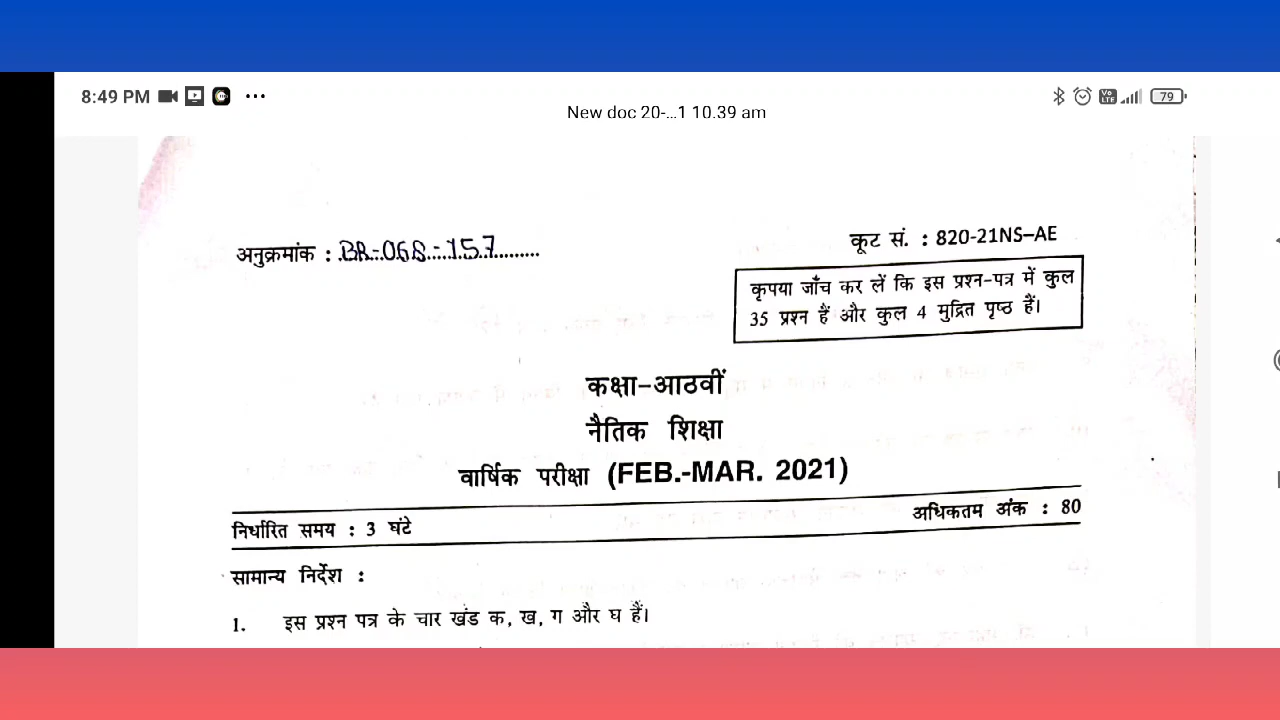 8:49 PM ...
79
New doc 20-...1 10.39 am
अनुक्रमांक : BR-068-157
कूट सं. : 820-21NS–AE
कृपया जाँच कर लें कि इस प्रश्न-पत्र में कुल
35 प्रश्न हैं और कुल 4 मुद्रित पृष्ठ हैं।
कक्षा–आठवीं
नैतिक शिक्षा
वार्षिक परीक्षा (FEB.-MAR. 2021)
निर्धारित समय : 3 घंटे
अधिकतम अंक : 80
सामान्य निर्देश :
1. इस प्रश्न पत्र के चार खंड क, ख, ग और घ हैं।